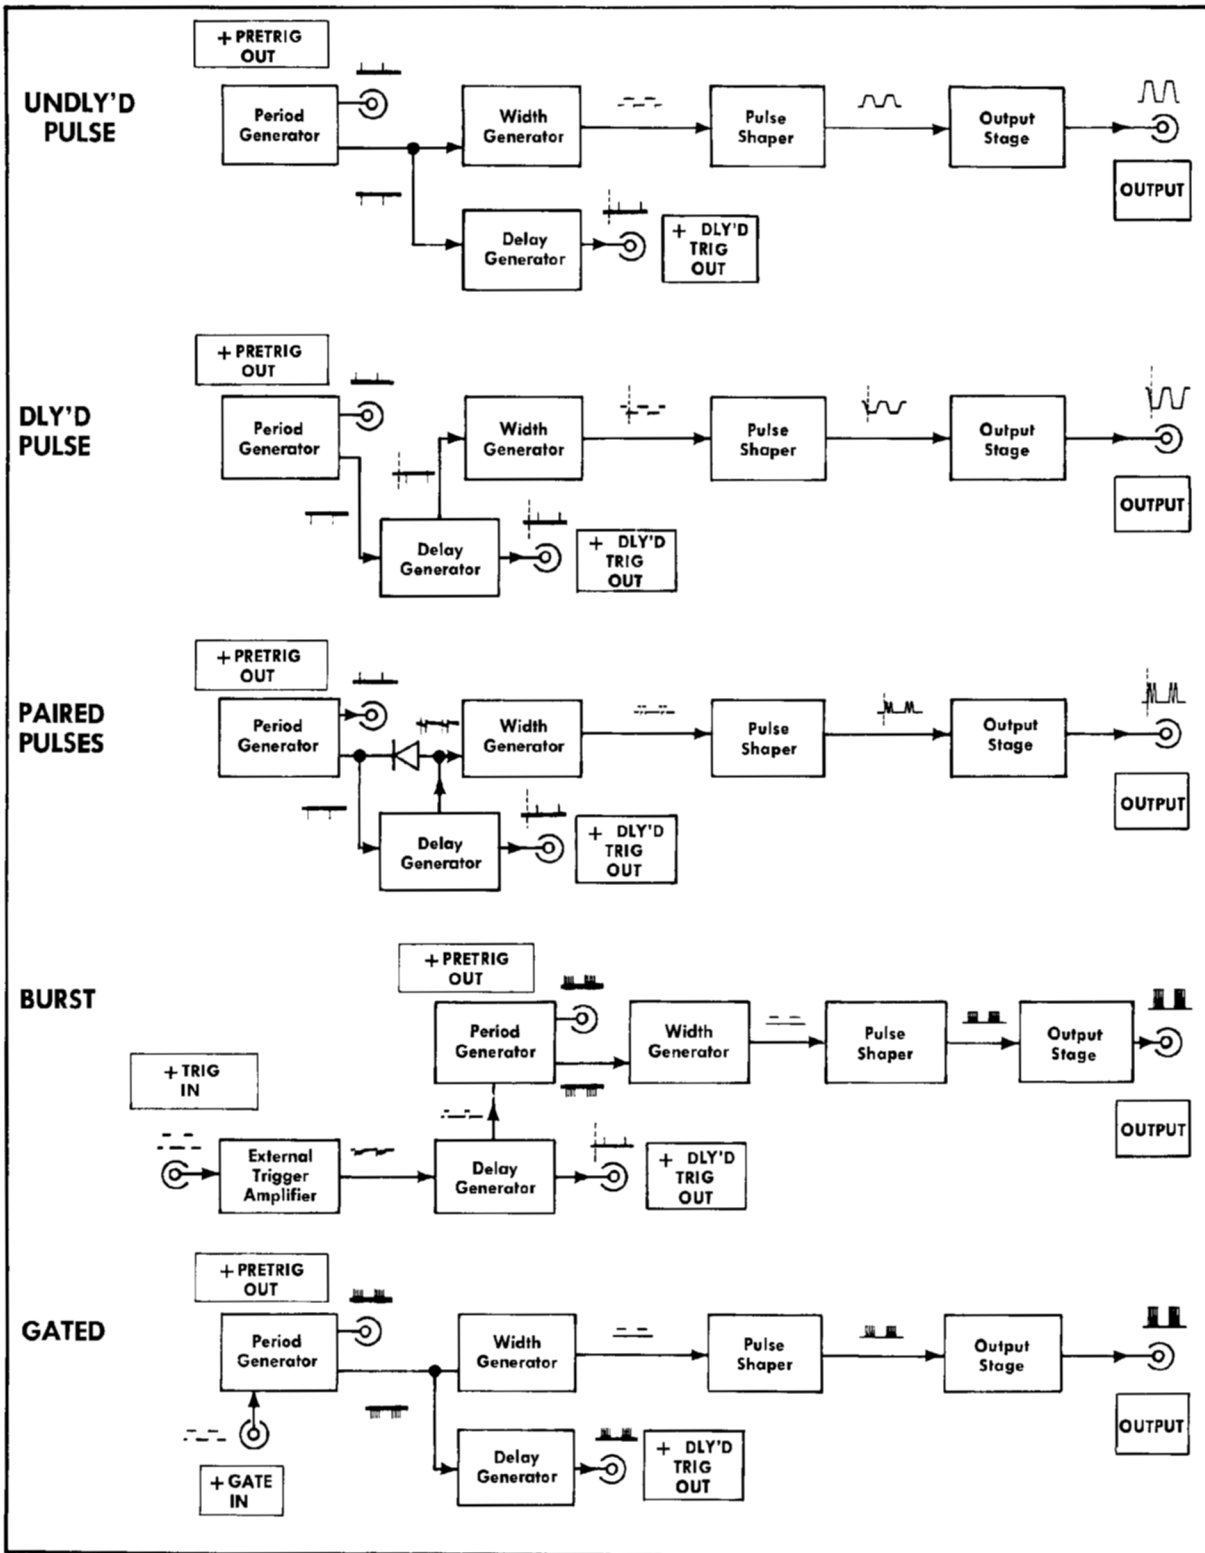 + PRETRIG
OUT
UNDLY'D
PULSE
Period
Generator
Width
Generator
Pulse
Shaper
Output
Stage
OUTPUT
Delay
Generator
+ DLY'D
TRIG
OUT
+ PRETRIG
OUT
DLY'D
PULSE
Period
Generator
Width
Generator
Pulse
Shaper
Output
Stage
OUTPUT
Delay
Generator
+ DLY'D
TRIG
OUT
+ PRETRIG
OUT
PAIRED
PULSES
Period
Generator
Width
Generator
Pulse
Shaper
Output
Stage
OUTPUT
Delay
Generator
+ DLY'D
TRIG
OUT
+ PRETRIG
OUT
BURST
Period
Generator
Width
Generator
Pulse
Shaper
Output
Stage
OUTPUT
+ TRIG
IN
External
Trigger
Amplifier
Delay
Generator
+ DLY'D
TRIG
OUT
+ PRETRIG
OUT
GATED
Period
Generator
Width
Generator
Pulse
Shaper
Output
Stage
OUTPUT
Delay
Generator
+ DLY'D
TRIG
OUT
+ GATE
IN